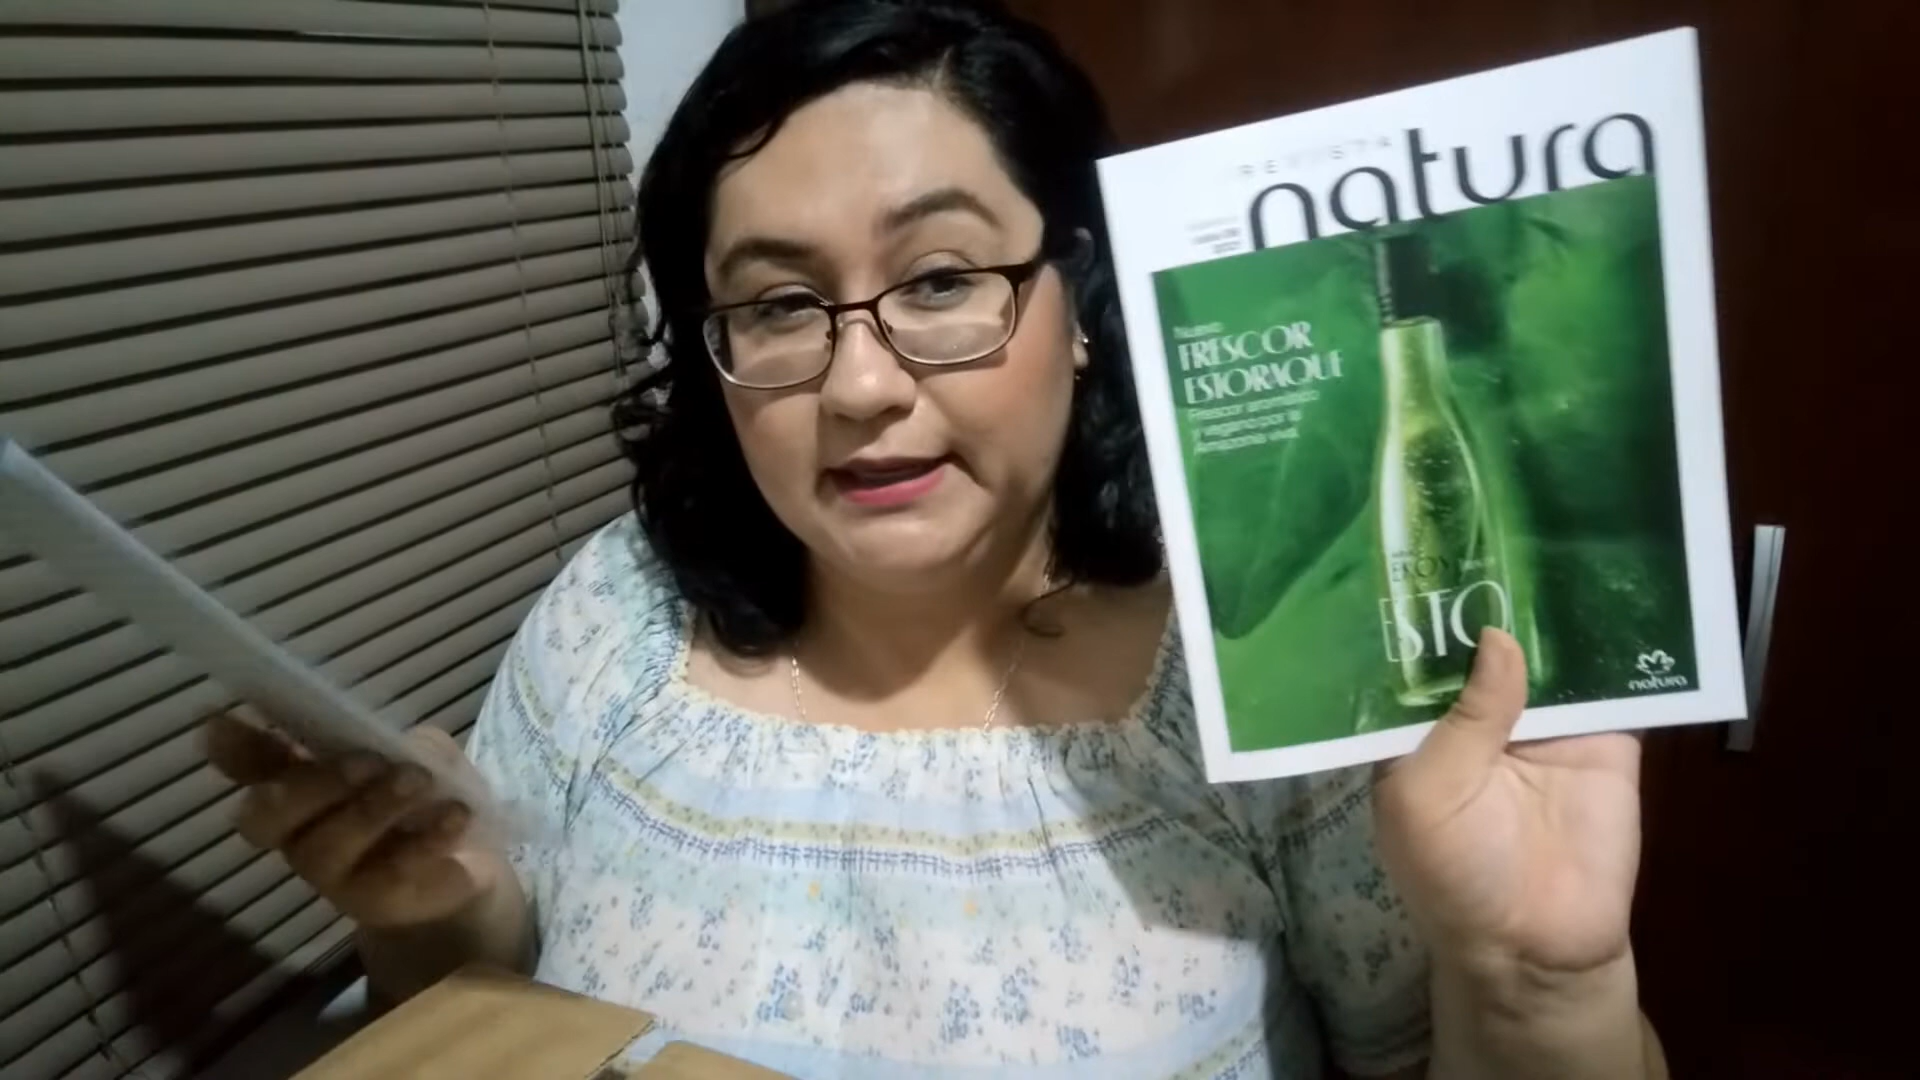 REVISTA
natura
Nuevo
FRESCOR
ESTORAQUE
Frescor aromático
y vegano por la
Amazonía viva
EKOS
ESTO
natura